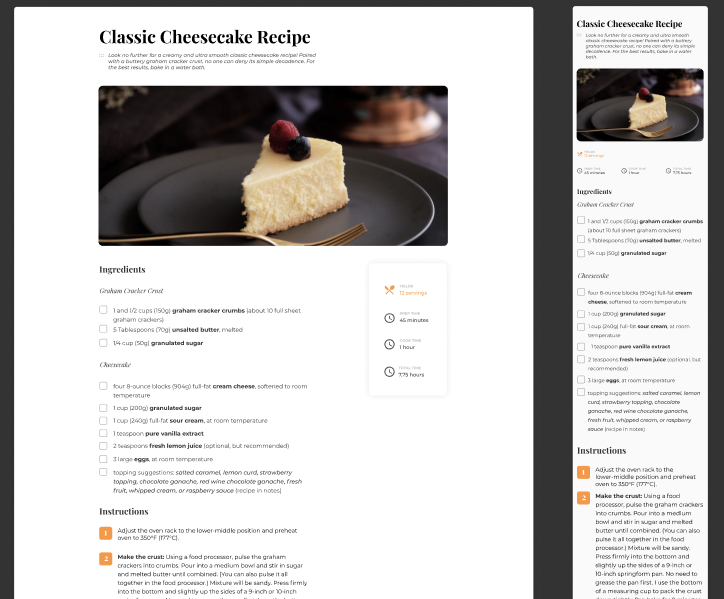 Classic Cheesecake Recipe
Look no further for a creamy and ultra smooth classic cheesecake recipe! Paired
with a buttery graham cracker crust, no one can deny its simple decadence. For
the best results, bake in a water bath.
Ingredients
Graham Cracker Crust
1 and 1/2 cups (150g) graham cracker crumbs (about 10 full sheet
graham crackers)
5 Tablespoons (70g) unsalted butter, melted
1/4 cup (50g) granulated sugar
Cheesecake
four 8-ounce blocks (904g) full-fat cream cheese, softened to room
temperature
1 cup (200g) granulated sugar
1 cup (240g) full-fat sour cream, at room temperature
1 teaspoon pure vanilla extract
2 teaspoons fresh lemon juice (optional, but recommended)
3 large eggs, at room temperature
topping suggestions: salted caramel, lemon curd, strawberry
topping, chocolate ganache, red wine chocolate ganache, fresh
fruit, whipped cream, or raspberry sauce (recipe in notes)
YIELDS
12 servings
PREP TIME
45 minutes
COOK TIME
1 hour
TOTAL TIME
7,75 hours
Instructions
1 Adjust the oven rack to the lower-middle position and preheat
oven to 350°F (177°C).
2 Make the crust: Using a food processor, pulse the graham
crackers into crumbs. Pour into a medium bowl and stir in sugar
and melted butter until combined. (You can also pulse it all
together in the food processor.) Mixture will be sandy. Press firmly
into the bottom and slightly up the sides of a 9-inch or 10-inch
Classic Cheesecake Recipe
Look no further for a creamy and ultra smooth
classic cheesecake recipe! Paired with a buttery
graham cracker crust, no one can deny its simple
decadence. For the best results, bake in a water
bath.
YIELDS
12 servings
PREP TIME
45 minutes
COOK TIME
1 hour
TOTAL TIME
7,75 hours
Ingredients
Graham Cracker Crust
1 and 1/2 cups (150g) graham cracker crumbs
(about 10 full sheet graham crackers)
5 Tablespoons (70g) unsalted butter, melted
1/4 cup (50g) granulated sugar
Cheesecake
four 8-ounce blocks (904g) full-fat cream
cheese, softened to room temperature
1 cup (200g) granulated sugar
1 cup (240g) full-fat sour cream, at room
temperature
1 teaspoon pure vanilla extract
2 teaspoons fresh lemon juice (optional, but
recommended)
3 large eggs, at room temperature
topping suggestions: salted caramel, lemon
curd, strawberry topping, chocolate
ganache, red wine chocolate ganache,
fresh fruit, whipped cream, or raspberry
sauce (recipe in notes)
Instructions
1 Adjust the oven rack to the
lower-middle position and preheat
oven to 350°F (177°C).
2 Make the crust: Using a food
processor, pulse the graham crackers
into crumbs. Pour into a medium
bowl and stir in sugar and melted
butter until combined. (You can also
pulse it all together in the food
processor.) Mixture will be sandy.
Press firmly into the bottom and
slightly up the sides of a 9-inch or
10-inch springform pan. No need to
grease the pan first. I use the bottom
of a measuring cup to pack the crust